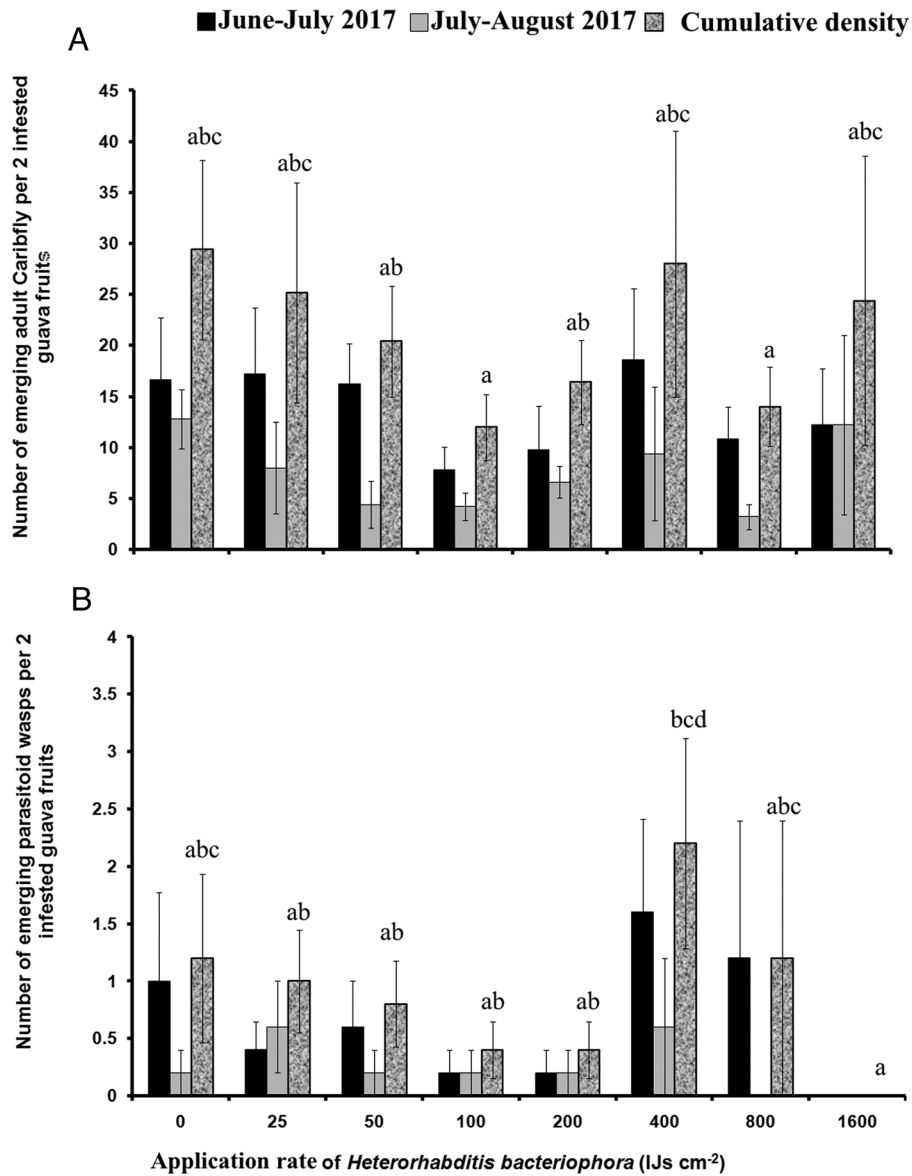 June-July 2017 July-August 2017 Cumulative density
A
Number of emerging adult Caribfly per 2 infested
guava fruits
45
40
35
30
25
20
15
10
5
0
abc
abc
ab
a
ab
abc
a
abc
B
Number of emerging parasitoid wasps per 2
infested guava fruits
4
3.5
3
2.5
2
1.5
1
0.5
0
abc
ab
ab
ab
ab
bcd
abc
a
0 25 50 100 200 400 800 1600
Application rate of Heterorhabditis bacteriophora (IJs cm-2)